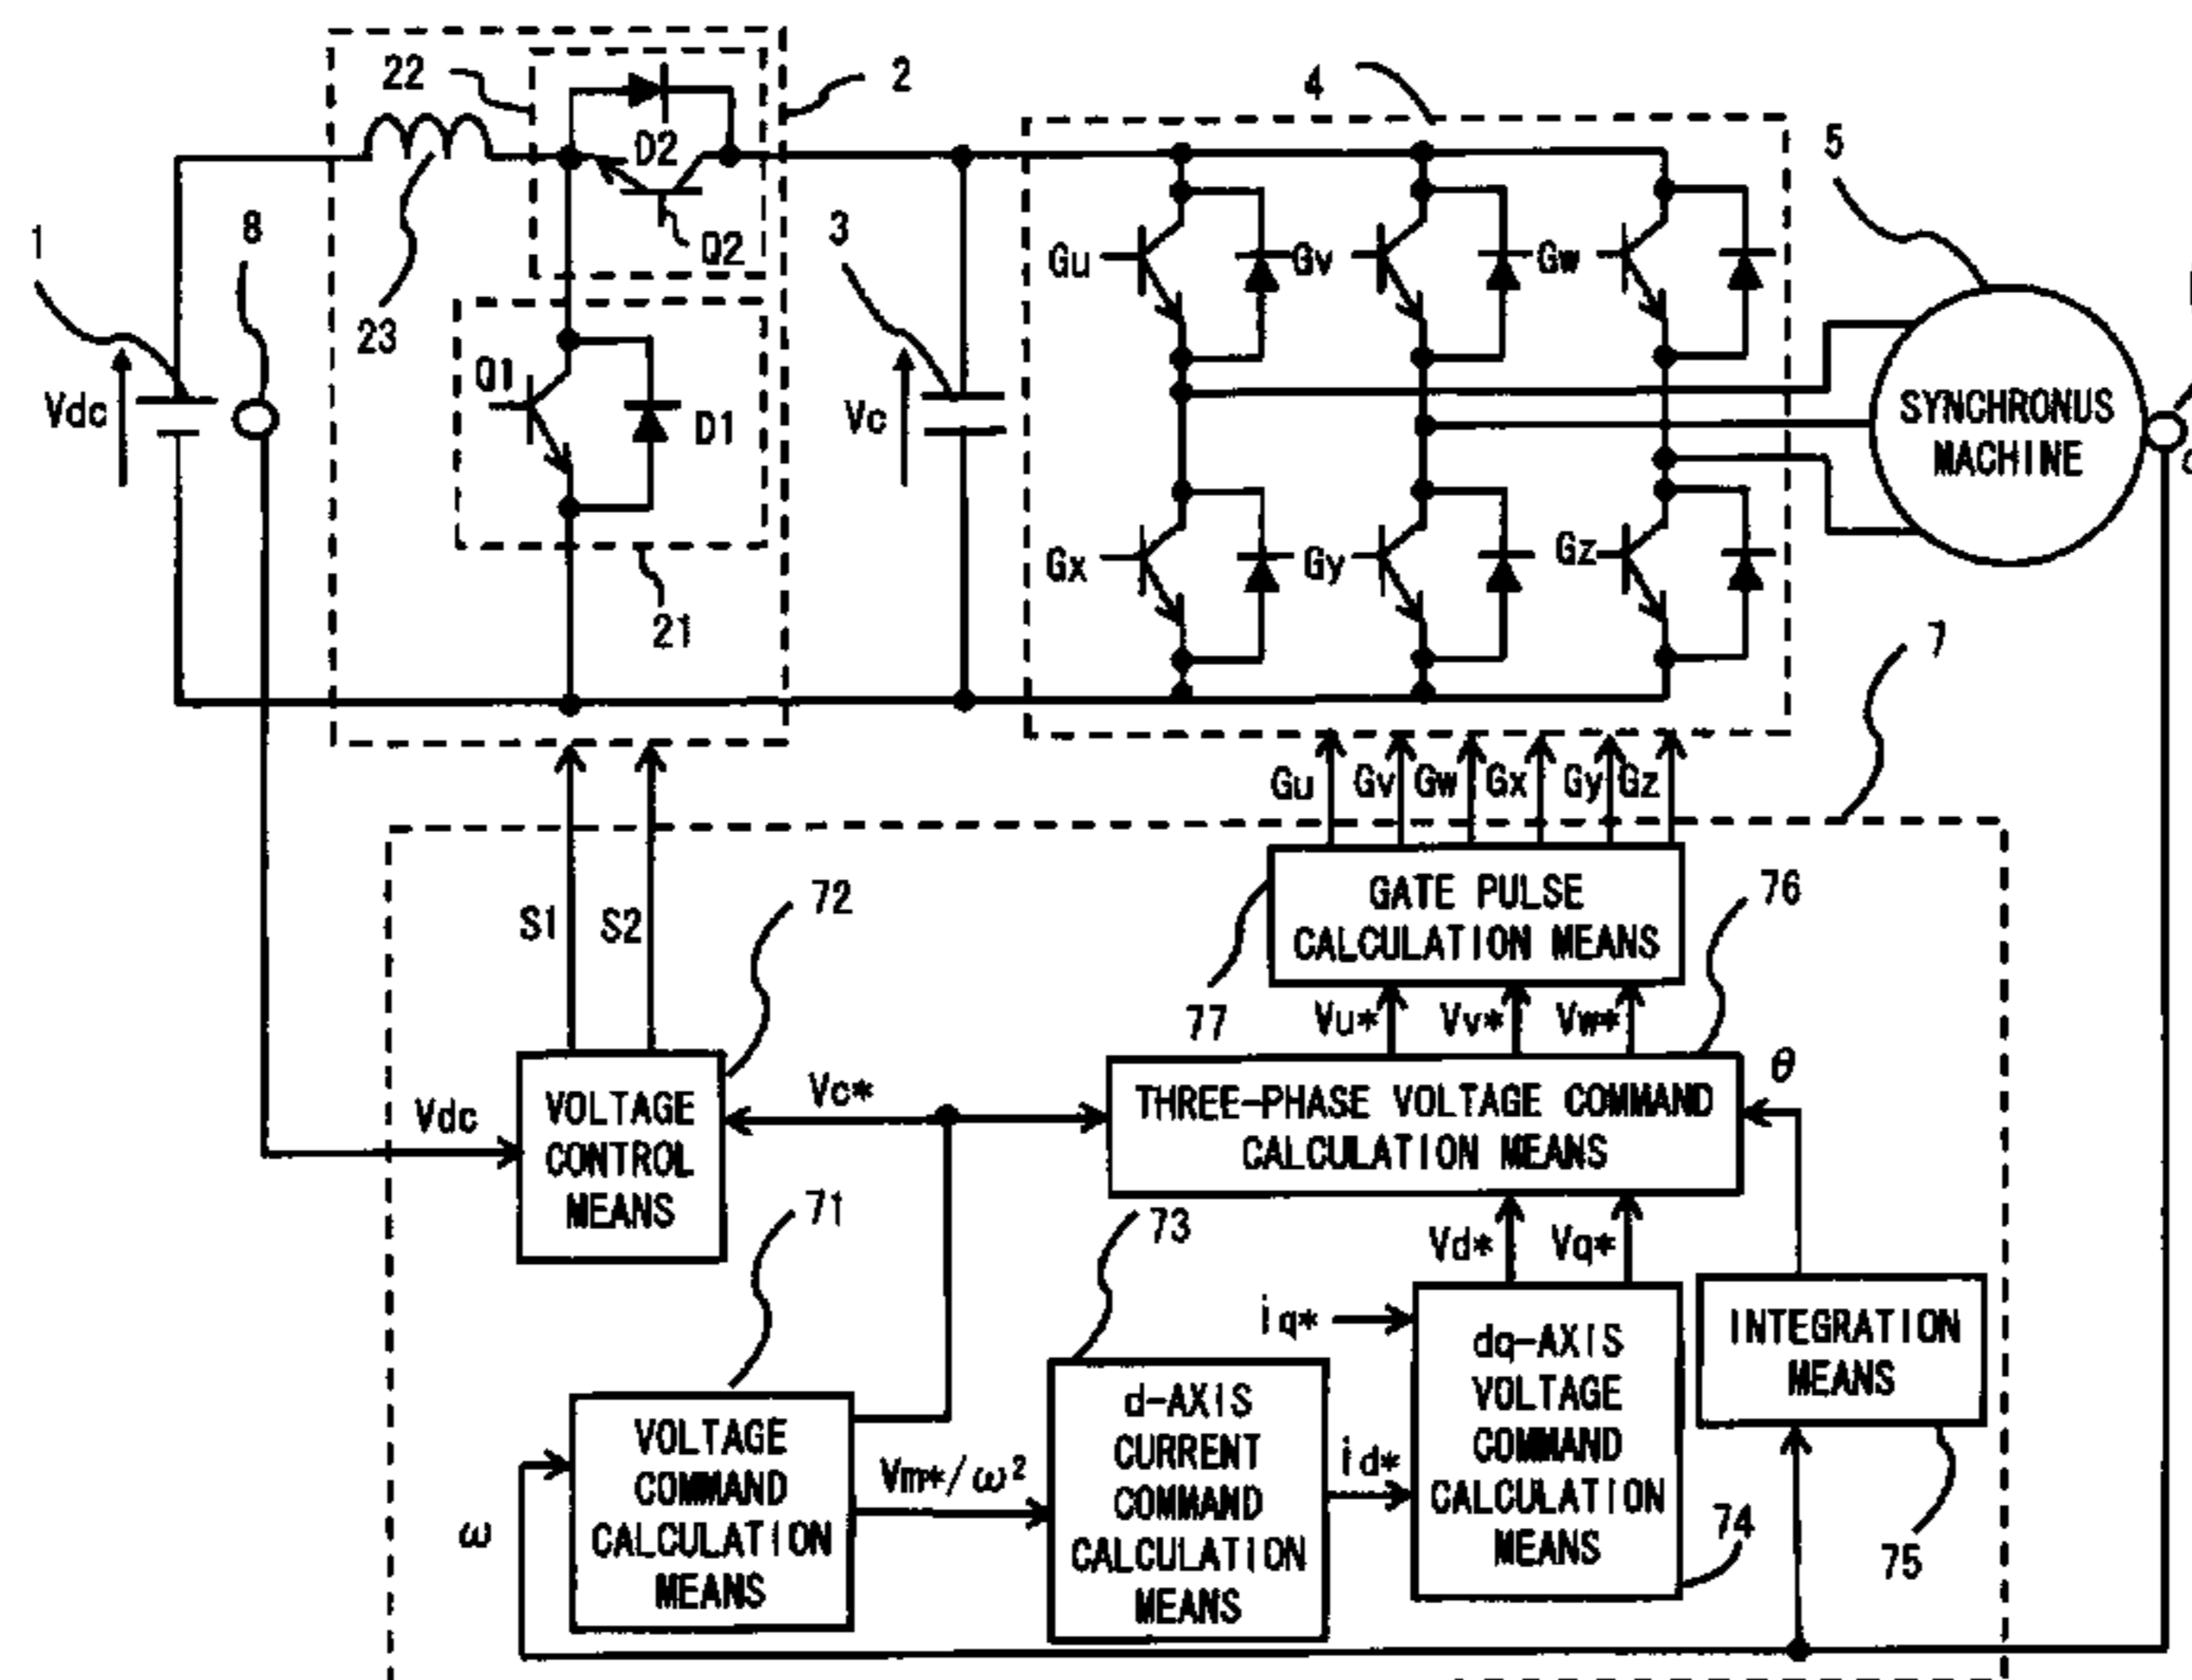 22
2
4
5
1
8
D2
Q2
3
Gu
Gv
Gw
23
Q1
D1
Vdc
Vc
SYNCHRONUS
MACHINE
Gx
Gy
Gz
21
7
Gu
Gv
Gw
Gx
Gy
Gz
S1
S2
72
GATE PULSE
CALCULATION MEANS
76
77
Vu*
Vv*
Vw*
θ
Vdc
VOLTAGE
CONTROL
MEANS
Vc*
THREE-PHASE VOLTAGE COMMAND
CALCULATION MEANS
71
73
Vd*
Vq*
iq*
INTEGRATION
MEANS
dq-AXIS
VOLTAGE
COMMAND
CALCULATION
MEANS
d-AXIS
CURRENT
COMMAND
CALCULATION
MEANS
id*
VOLTAGE
COMMAND
CALCULATION
MEANS
Vm*/ω²
ω
74
75